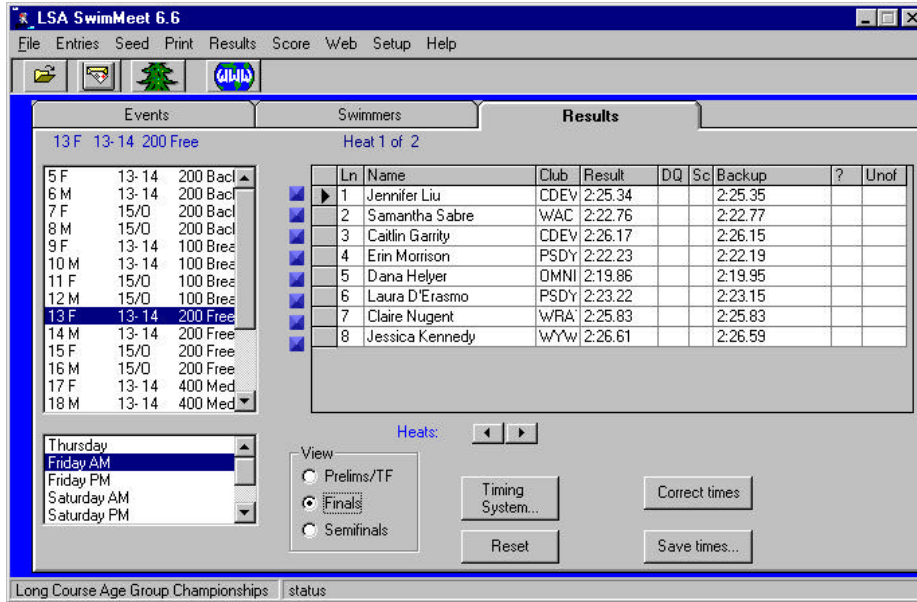 LSA SwimMeet 6.6
File Entries Seed Print Results Score Web Setup Help
WWW
Events Swimmers Results
13 F 13-14 200 Free Heat 1 of 2
5 F 13-14 200 Bacl
6 M 13-14 200 Bacl
7 F 15/O 200 Bacl
8 M 15/O 200 Bacl
9 F 13-14 100 Brea
10 M 13-14 100 Brea
11 F 15/O 100 Brea
12 M 15/O 100 Brea
13 F 13-14 200 Free
14 M 13-14 200 Free
15 F 15/O 200 Free
16 M 15/O 200 Free
17 F 13-14 400 Med
18 M 13-14 400 Med
Ln Name Club Result DQ Sc Backup ? Unof
1 Jennifer Liu CDEV 2:25.34 2:25.35
2 Samantha Sabre WAC 2:22.76 2:22.77
3 Caitlin Garrity CDEV 2:26.17 2:26.15
4 Erin Morrison PSDY 2:22.23 2:22.19
5 Dana Helyer OMNI 2:19.86 2:19.95
6 Laura D'Erasmo PSDY 2:23.22 2:23.15
7 Claire Nugent WRA 2:25.83 2:25.83
8 Jessica Kennedy WYW 2:26.61 2:26.59
Heats:
Thursday
Friday AM
Friday PM
Saturday AM
Saturday PM
View
Prelims/TF
Finals
Semifinals
Timing
System...
Correct times
Reset
Save times...
Long Course Age Group Championships status